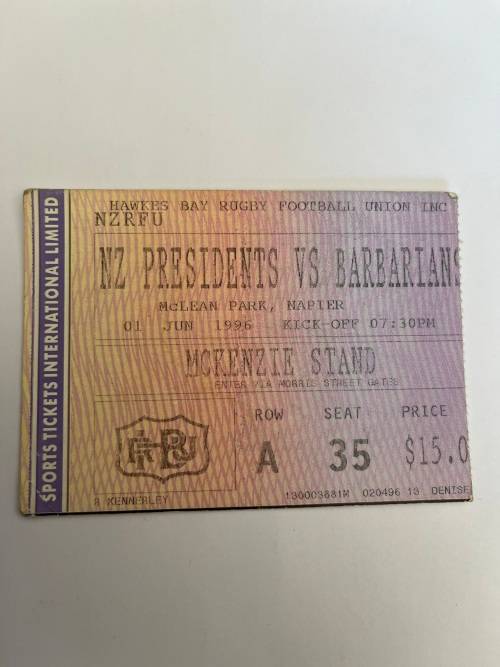 SPORTS TICKETS INTERNATIONAL LIMITED
HAWKES BAY RUGBY FOOTBALL UNION INC
NZRFU
NZ PRESIDENTS VS BARBARIANS
McLEAN PARK, NAPIER
01 JUN 1996 KICK-OFF 07:30PM
MCKENZIE STAND
ENTER VIA MORRIS STREET GATES
ROW SEAT PRICE
A 35 $15.0
R KENNERLEY 130003681M 020496 13 DENISE